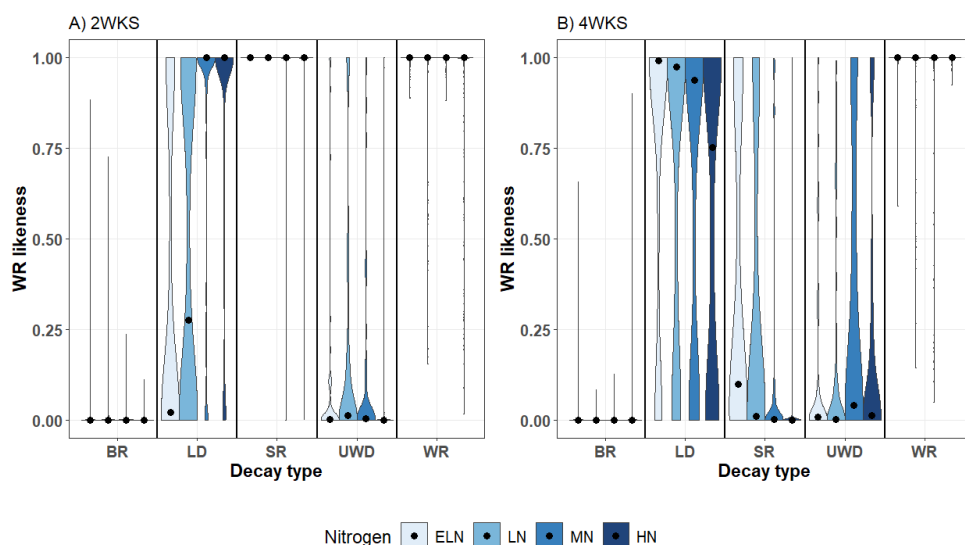 A) 2WKS
B) 4WKS
WR likeness
1.00
0.75
0.50
0.25
0.00
BR LD SR UWD WR
Decay type
WR likeness
1.00
0.75
0.50
0.25
0.00
BR LD SR UWD WR
Decay type
Nitrogen ELN LN MN HN